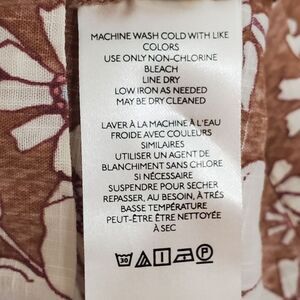 MACHINE WASH COLD WITH LIKE
COLORS
USE ONLY NON-CHLORINE
BLEACH
LINE DRY
LOW IRON AS NEEDED
MAY BE DRY CLEANED
LAVER À LA MACHINE À L'EAU
FROIDE AVEC COULEURS
SIMILAIRES
UTILISER UN AGENT DE
BLANCHIMENT SANS CHLORE
SI NÉCESSAIRE
SUSPENDRE POUR SÉCHER
REPASSER, AU BESOIN, À TRÈS
BASSE TEMPÉRATURE
PEUT-ÊTRE ÊTRE NETTOYÉE
À SEC